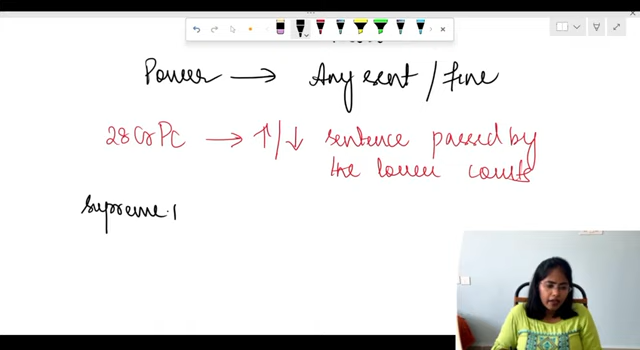 Power → Any sent / fine
28 CrPC → ↑/↓ sentence passed by
the lower courts
supreme.